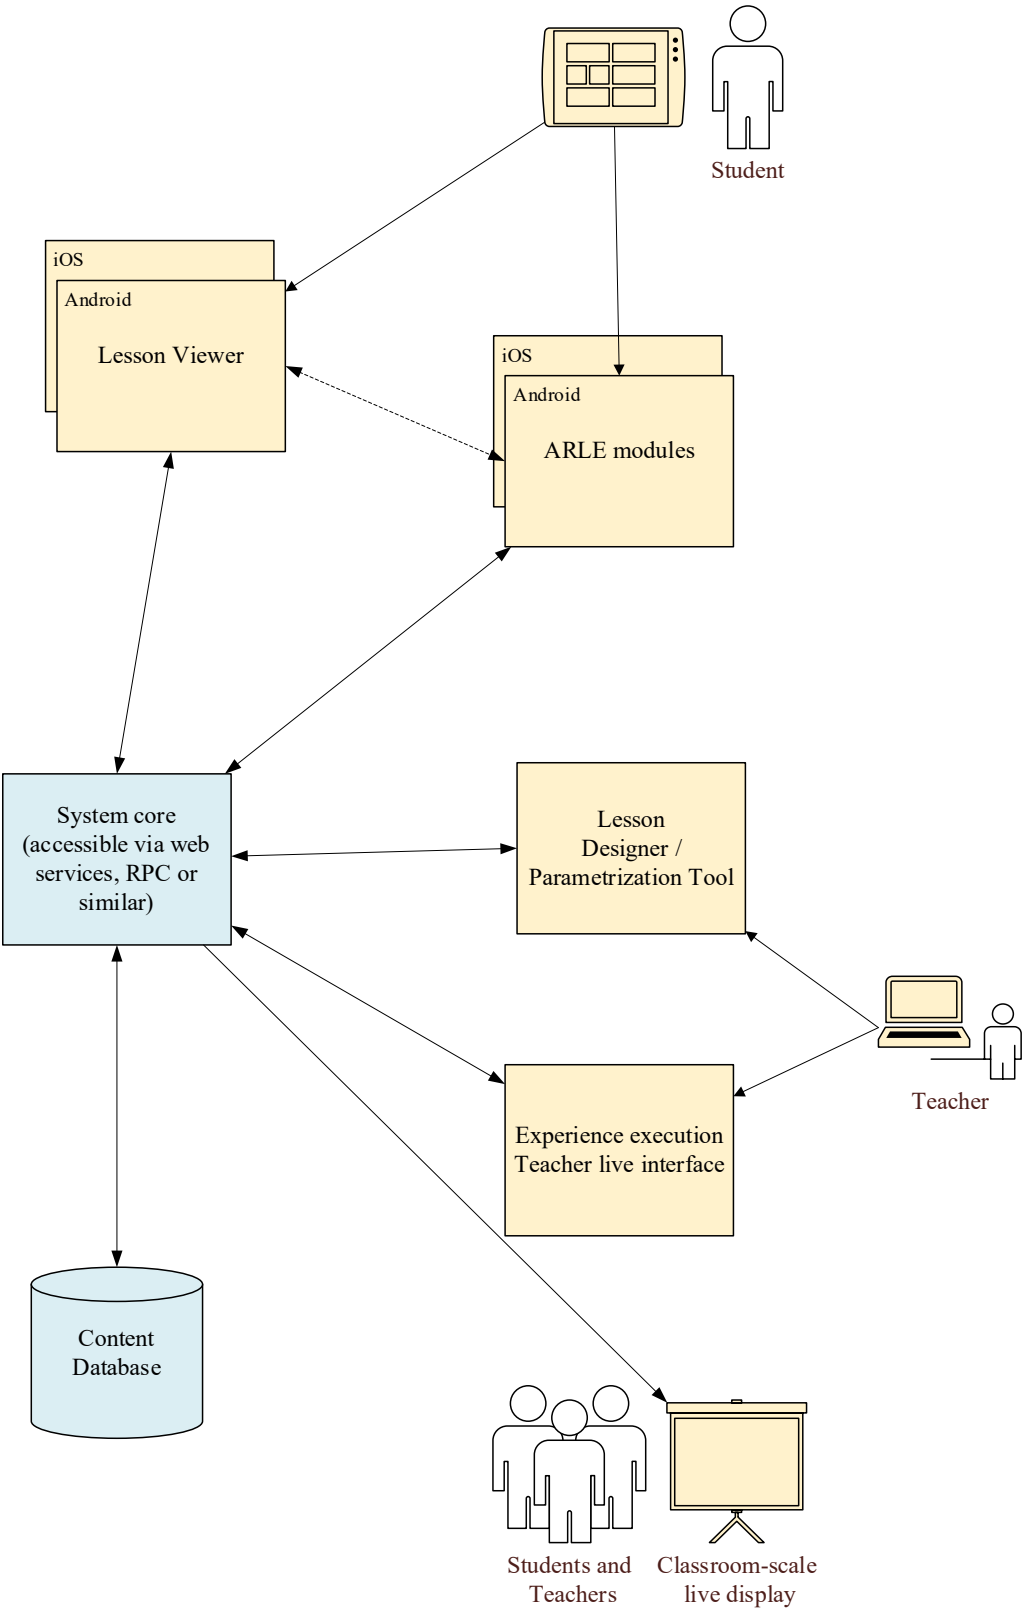 Student
iOS
Android
Lesson Viewer
iOS
Android
ARLE modules
System core
(accessible via web
services, RPC or
similar)
Lesson
Designer /
Parametrization Tool
Teacher
Experience execution
Teacher live interface
Content
Database
Students and
Teachers
Classroom-scale
live display